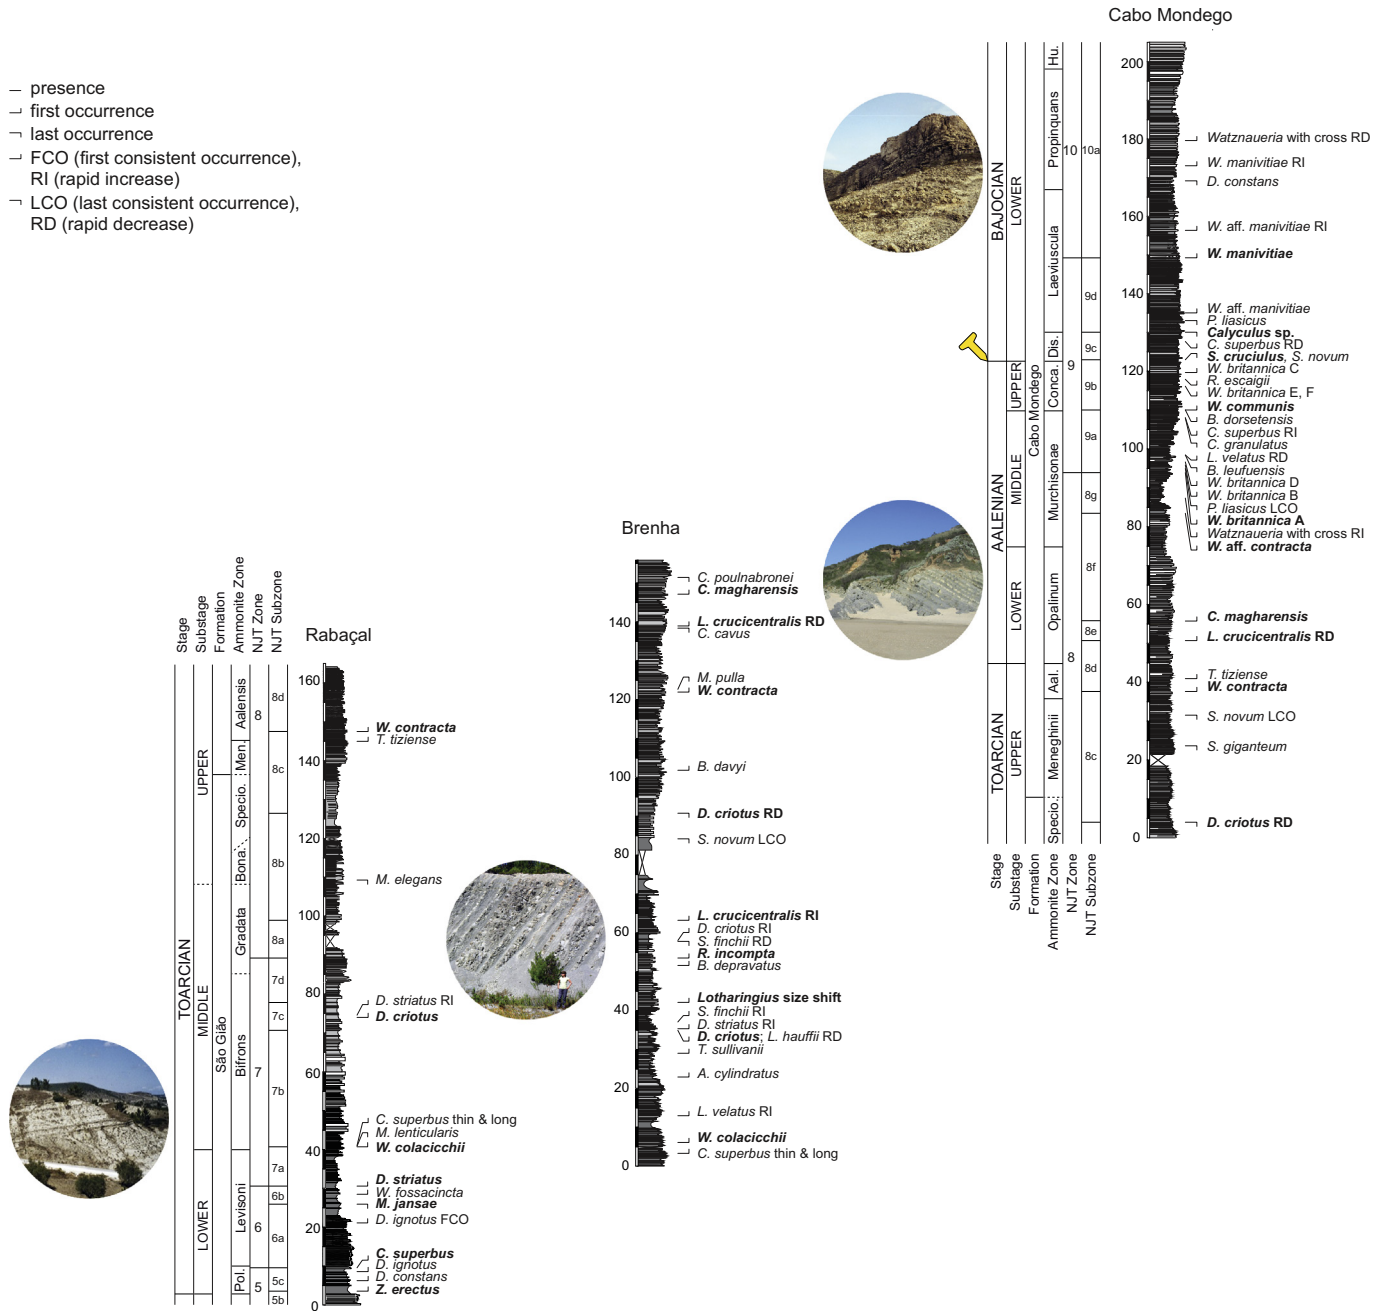 Cabo Mondego
— presence
first occurrence
last occurrence
FCO (first consistent occurrence),
RI (rapid increase)
LCO (last consistent occurrence),
RD (rapid decrease)
BAJOCIAN
LOWER
AALENIAN
UPPER
MIDDLE
LOWER
TOARCIAN
UPPER
Cabo Mondego
Hu.
Propinquans
Laeviuscula
Dis.
Conca.
Murchisonae
Opalinum
Aal.
Meneghinii
Specio.
10
9
8
10a
9d
9c
9b
9a
8g
8f
8e
8d
8c
200
180
160
140
120
100
80
60
40
20
0
Watznaueria with cross RD
W. manivitiae RI
D. constans
W. aff. manivitiae RI
W. manivitiae
W. aff. manivitiae
P. liasicus
Calyculus sp.
C. superbus RD
S. cruciulus, S. novum
W. britannica C
R. escaigii
W. britannica E, F
W. communis
B. dorsetensis
C. superbus RI
C. granulatus
L. velatus RD
B. leufuensis
W. britannica D
W. britannica B
P. liasicus LCO
W. britannica A
Watznaueria with cross RI
W. aff. contracta
C. magharensis
L. crucicentralis RD
T. tiziense
W. contracta
S. novum LCO
S. giganteum
D. criotus RD
Stage
Substage
Formation
Ammonite Zone
NJT Zone
NJT Subzone
Brenha
140
120
100
80
60
40
20
0
C. poulnabronei
C. magharensis
L. crucicentralis RD
C. cavus
M. pulla
W. contracta
B. davyi
D. criotus RD
S. novum LCO
L. crucicentralis RI
D. criotus RI
S. finchii RD
R. incompta
B. depravatus
Lotharingius size shift
S. finchii RI
D. striatus RI
D. criotus; L. hauffii RD
T. sullivanii
A. cylindratus
L. velatus RI
W. colacicchii
C. superbus thin & long
Stage
Substage
Formation
Ammonite Zone
NJT Zone
NJT Subzone
Rabaçal
TOARCIAN
UPPER
MIDDLE
LOWER
São Gião
Aalensis
Men.
Specio.
Bona.
Gradata
Bifrons
Levisoni
Pol.
8
7
6
5
8d
8c
8b
8a
7d
7c
7b
7a
6b
6a
5c
5b
160
140
120
100
80
60
40
20
0
W. contracta
T. tiziense
M. elegans
D. striatus RI
D. criotus
C. superbus thin & long
M. lenticularis
W. colacicchii
D. striatus
W. fossacincta
M. jansae
D. ignotus FCO
C. superbus
D. ignotus
D. constans
Z. erectus